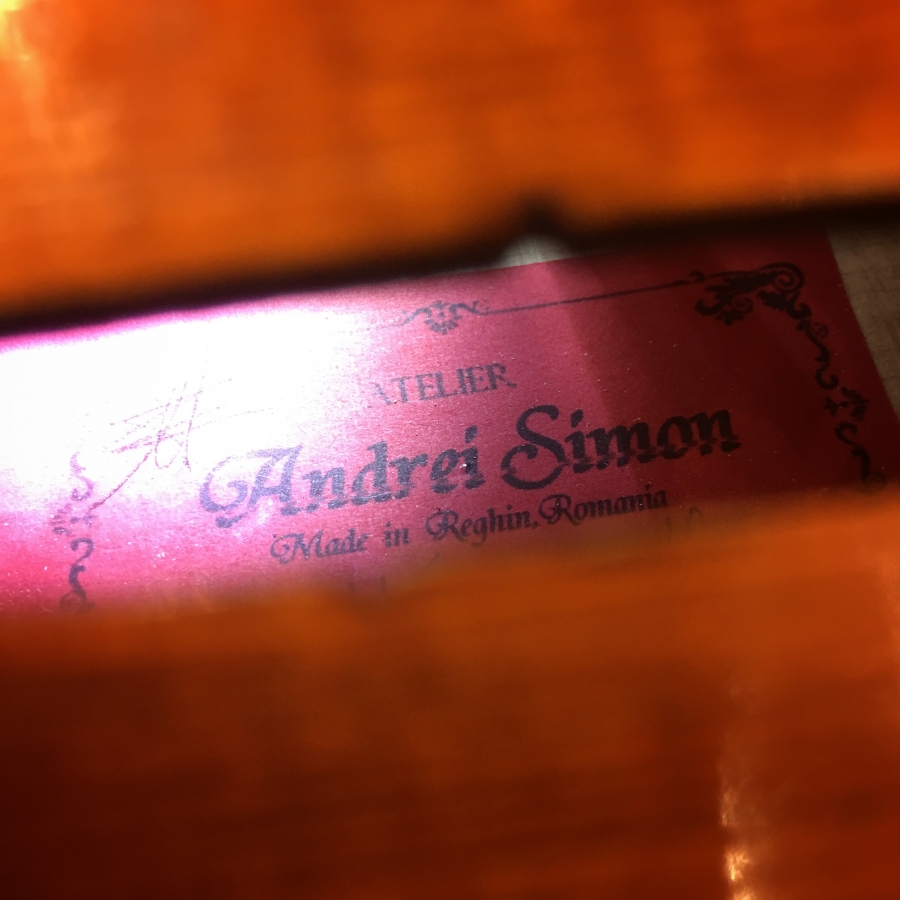 ATELIER
Andrei Simon
Made in Reghin, Romania